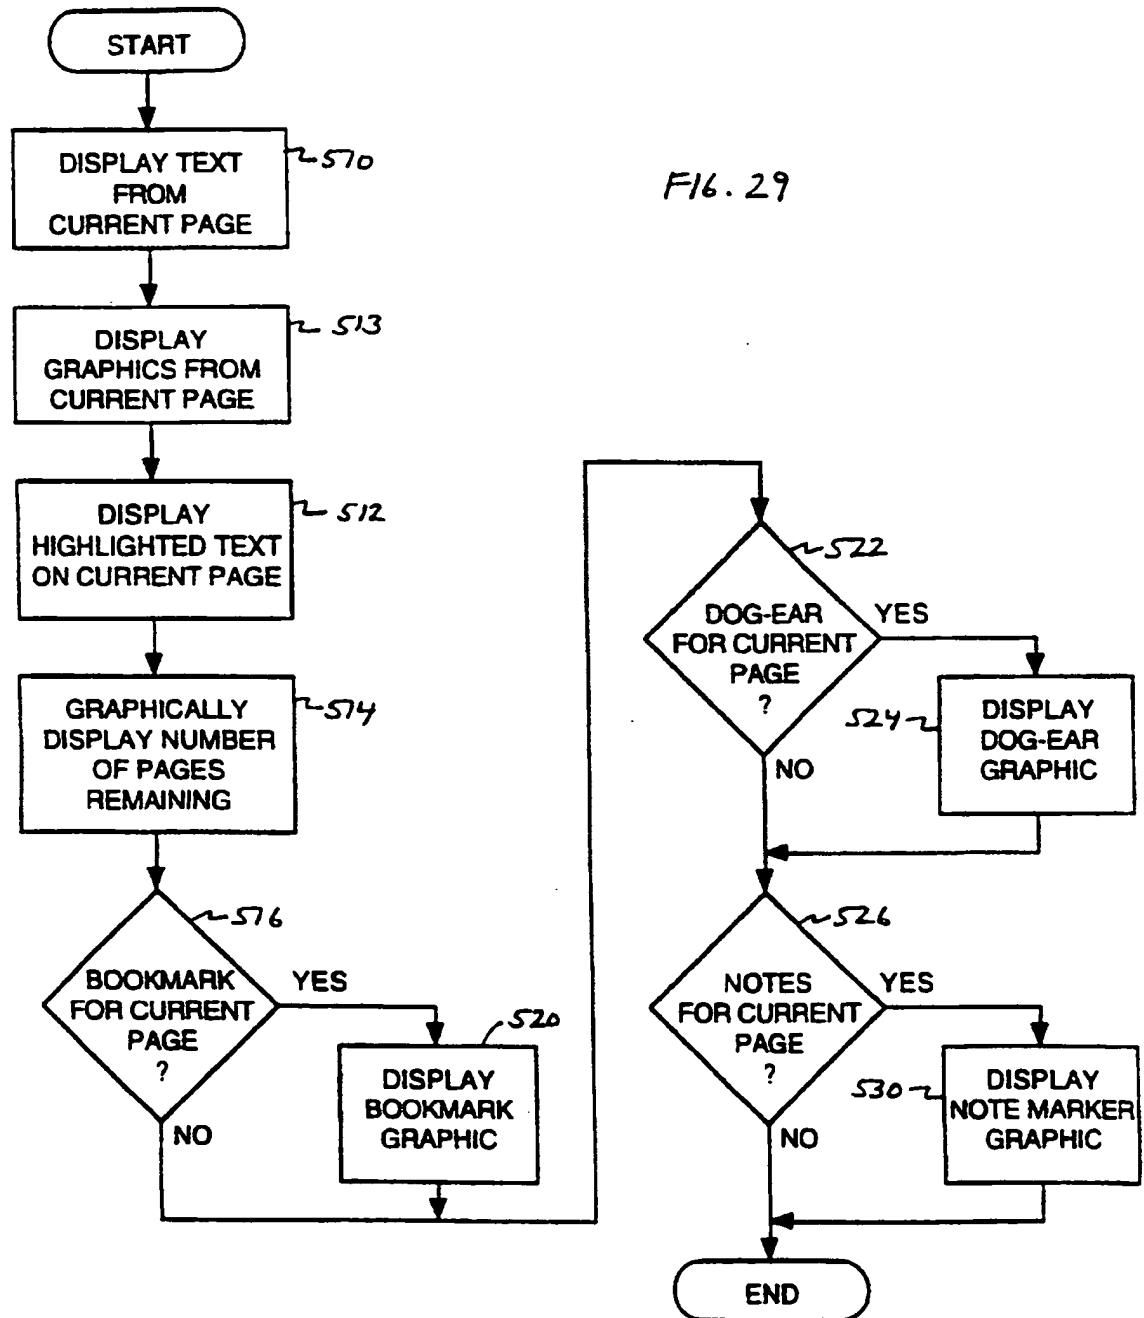 START
DISPLAY TEXT
FROM
CURRENT PAGE
510
FIG. 29
DISPLAY
GRAPHICS FROM
CURRENT PAGE
513
DISPLAY
HIGHLIGHTED TEXT
ON CURRENT PAGE
512
GRAPHICALLY
DISPLAY NUMBER
OF PAGES
REMAINING
514
BOOKMARK
FOR CURRENT
PAGE
?
516
YES
NO
DISPLAY
BOOKMARK
GRAPHIC
520
DOG-EAR
FOR CURRENT
PAGE
?
522
YES
NO
DISPLAY
DOG-EAR
GRAPHIC
524
NOTES
FOR CURRENT
PAGE
?
526
YES
NO
DISPLAY
NOTE MARKER
GRAPHIC
530
END